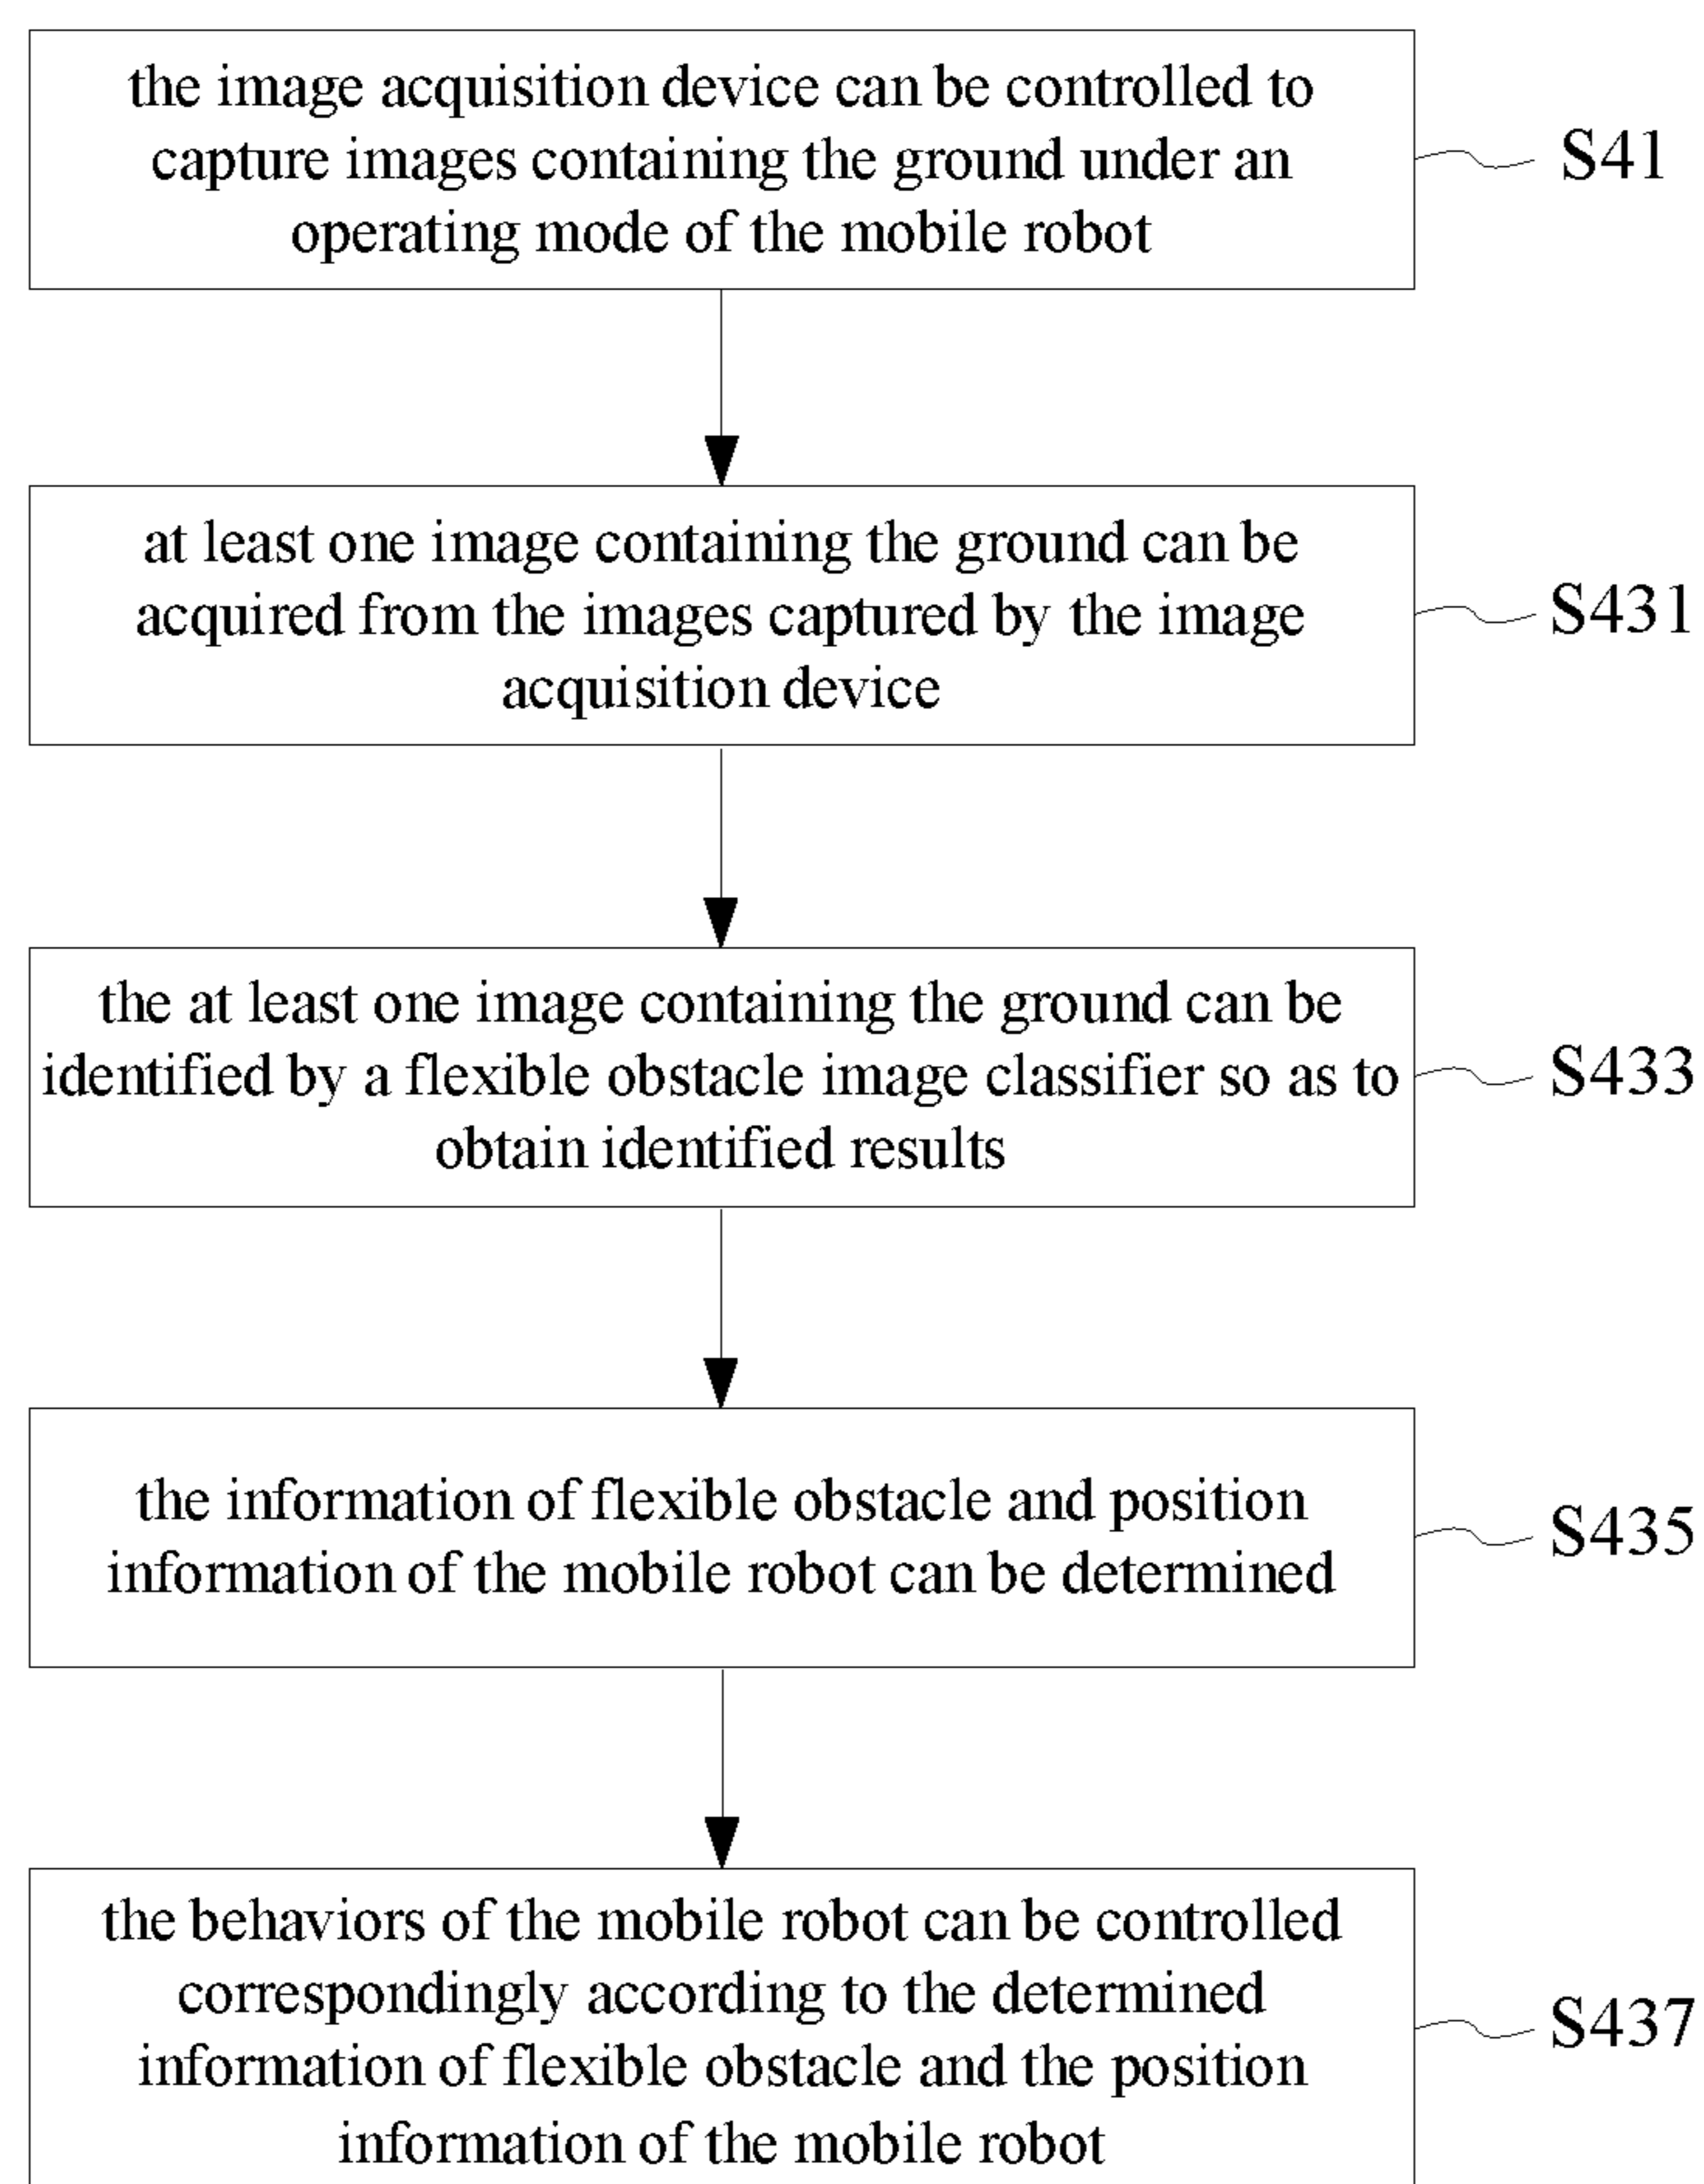 the image acquisition device can be controlled to
capture images containing the ground under an
operating mode of the mobile robot
S41
at least one image containing the ground can be
acquired from the images captured by the image
acquisition device
S431
the at least one image containing the ground can be
identified by a flexible obstacle image classifier so as to
obtain identified results
S433
the information of flexible obstacle and position
information of the mobile robot can be determined
S435
the behaviors of the mobile robot can be controlled
correspondingly according to the determined
information of flexible obstacle and the position
information of the mobile robot
S437